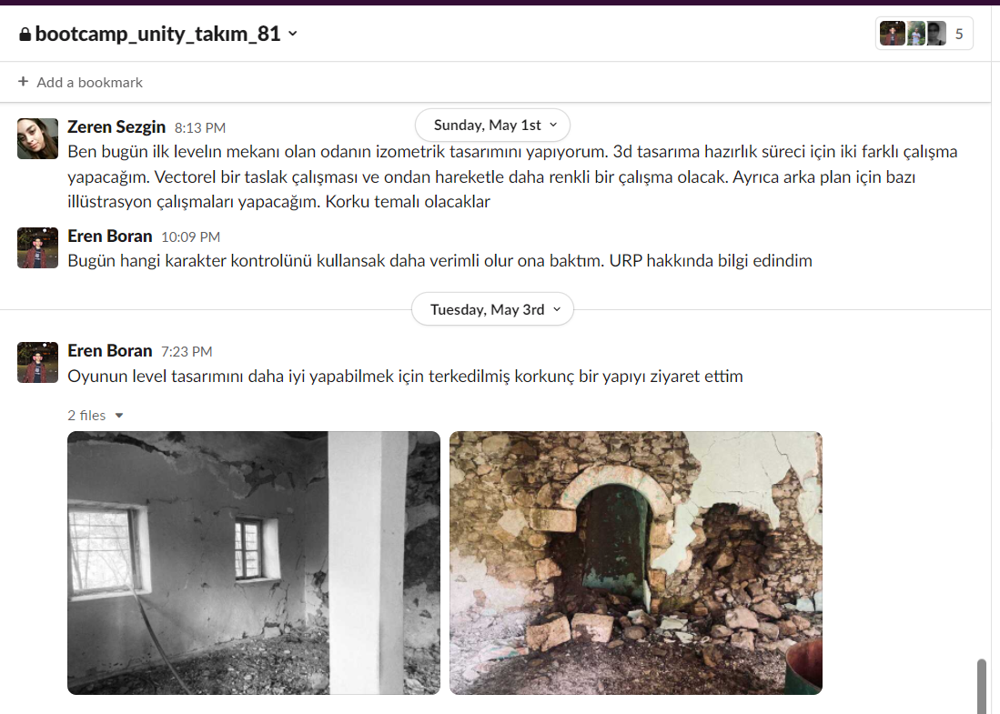 bootcamp_unity_takım_81
5
+ Add a bookmark
Sunday, May 1st
Zeren Sezgin 8:13 PM
Ben bugün ilk levelın mekanı olan odanın izometrik tasarımını yapıyorum. 3d tasarıma hazırlık süreci için iki farklı çalışma
yapacağım. Vectorel bir taslak çalışması ve ondan hareketle daha renkli bir çalışma olacak. Ayrıca arka plan için bazı
illüstrasyon çalışmaları yapacağım. Korku temalı olacaklar
Eren Boran 10:09 PM
Bugün hangi karakter kontrolünü kullansak daha verimli olur ona baktım. URP hakkında bilgi edindim
Tuesday, May 3rd
Eren Boran 7:23 PM
Oyunun level tasarımını daha iyi yapabilmek için terkedilmiş korkunç bir yapıyı ziyaret ettim
2 files